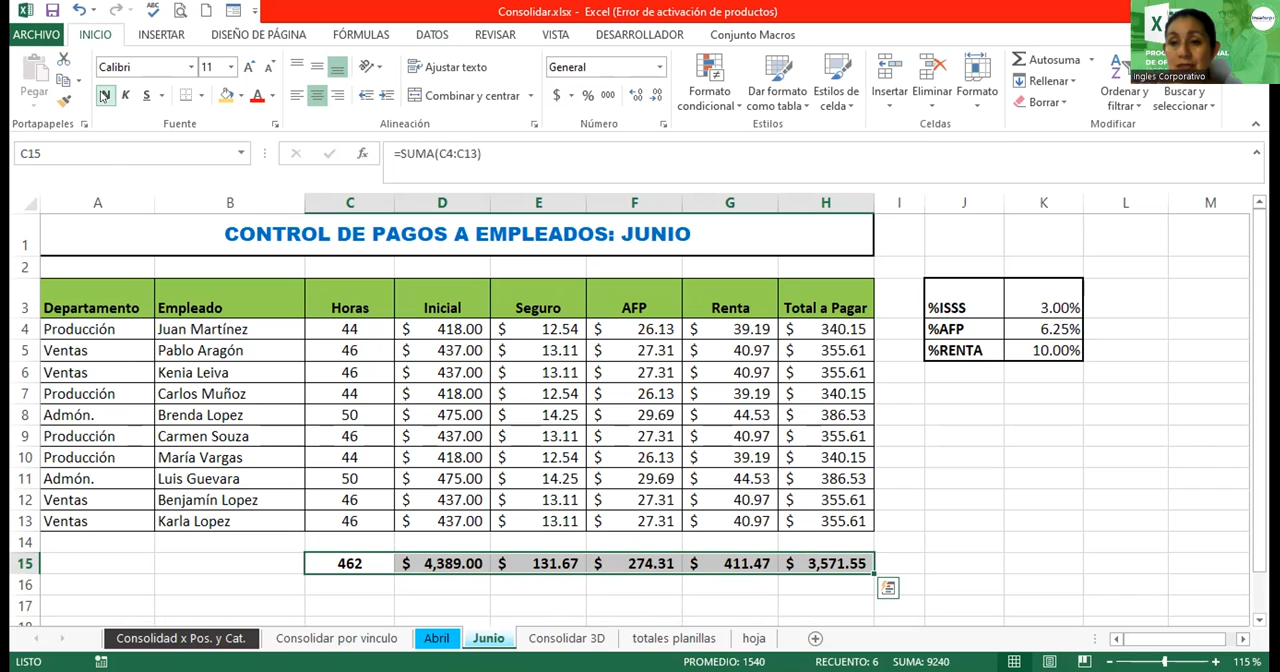 Consolidar.xlsx - Excel (Error de activación de productos)
ARCHIVO INICIO INSERTAR DISEÑO DE PÁGINA FÓRMULAS DATOS REVISAR VISTA DESARROLLADOR Conjunto Macros
Ingles Corporativo
Pegar
Calibri 11
N K S
Ajustar texto
Combinar y centrar
General
$ % 000
Formato condicional
Dar formato como tabla
Estilos de celda
Insertar Eliminar Formato
Autosuma
Rellenar
Borrar
Ordenar y filtrar
Buscar y seleccionar
Portapapeles Fuente Alineación Número Estilos Celdas Modificar
C15 fx =SUMA(C4:C13)
A B C D E F G H I J K L M
1 CONTROL DE PAGOS A EMPLEADOS: JUNIO
2
3 Departamento Empleado Horas Inicial Seguro AFP Renta Total a Pagar %ISSS 3.00%
4 Producción Juan Martínez 44 $ 418.00 $ 12.54 $ 26.13 $ 39.19 $ 340.15 %AFP 6.25%
5 Ventas Pablo Aragón 46 $ 437.00 $ 13.11 $ 27.31 $ 40.97 $ 355.61 %RENTA 10.00%
6 Ventas Kenia Leiva 46 $ 437.00 $ 13.11 $ 27.31 $ 40.97 $ 355.61
7 Producción Carlos Muñoz 44 $ 418.00 $ 12.54 $ 26.13 $ 39.19 $ 340.15
8 Admón. Brenda Lopez 50 $ 475.00 $ 14.25 $ 29.69 $ 44.53 $ 386.53
9 Producción Carmen Souza 46 $ 437.00 $ 13.11 $ 27.31 $ 40.97 $ 355.61
10 Producción María Vargas 44 $ 418.00 $ 12.54 $ 26.13 $ 39.19 $ 340.15
11 Admón. Luis Guevara 50 $ 475.00 $ 14.25 $ 29.69 $ 44.53 $ 386.53
12 Ventas Benjamín Lopez 46 $ 437.00 $ 13.11 $ 27.31 $ 40.97 $ 355.61
13 Ventas Karla Lopez 46 $ 437.00 $ 13.11 $ 27.31 $ 40.97 $ 355.61
14
15 462 $ 4,389.00 $ 131.67 $ 274.31 $ 411.47 $ 3,571.55
16
17
Consolidad x Pos. y Cat. Consolidar por vinculo Abril Junio Consolidar 3D totales planillas hoja
LISTO PROMEDIO: 1540 RECUENTO: 6 SUMA: 9240 115 %